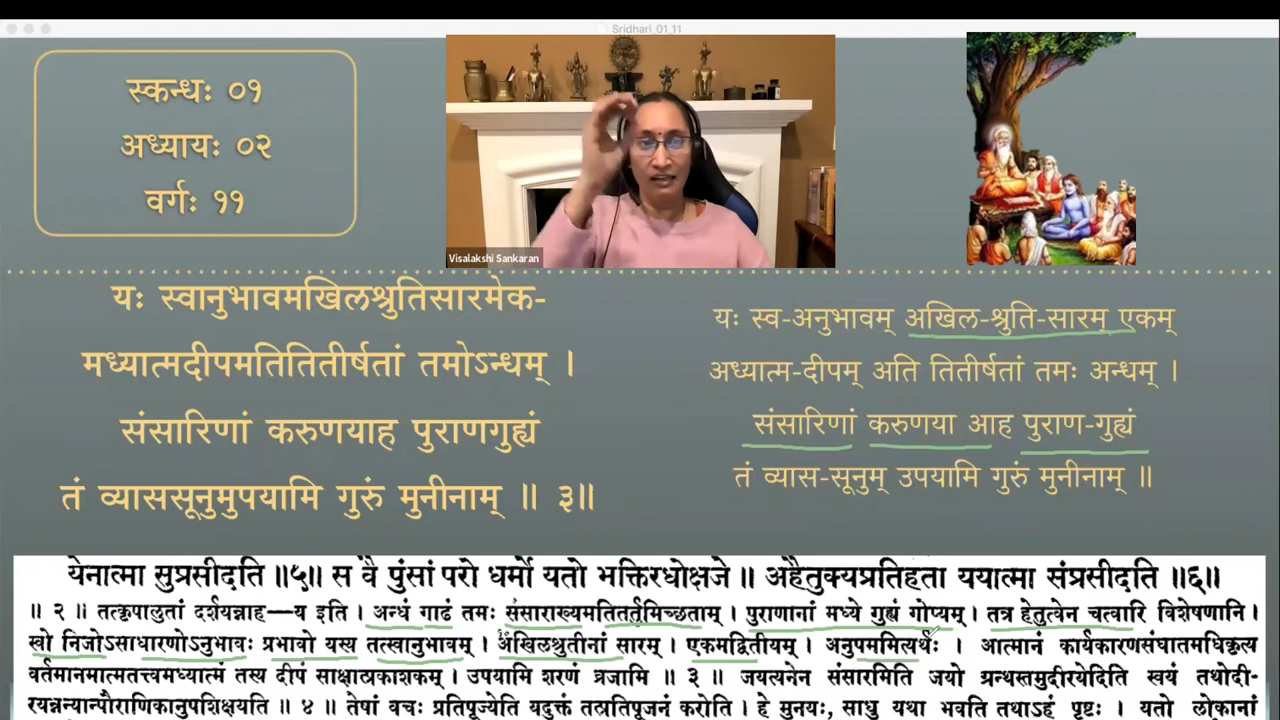 Sridhari_01_11
स्कन्धः ०१
अध्यायः ०२
वर्गः ११
Visalakshi Sankaran
यः स्वानुभावमखिलश्रुतिसारमेक-
मध्यात्मदीपमतितितीर्षतां तमोऽन्धम् ।
संसारिणां करुणयाह पुराणगुह्यं
तं व्याससूनुमुपयामि गुरुं मुनीनाम् ॥ ३॥
यः स्व-अनुभावम् अखिल-श्रुति-सारम् एकम्
अध्यात्म-दीपम् अति तितीर्षतां तमः अन्धम् ।
संसारिणां करुणया आह पुराण-गुह्यं
तं व्यास-सूनुम् उपयामि गुरुं मुनीनाम् ॥
येनात्मा सुप्रसीदति ॥५॥ स वै पुंसां परो धर्मो यतो भक्तिरधोक्षजे ॥ अहैतुक्यप्रतिहता ययात्मा संप्रसीदति ॥६॥
॥ २ ॥ तत्कृपालुतां दर्शयन्नाह—य इति । अन्धं गाढं तमः संसाराख्यमतितर्तुमिच्छताम् । पुराणानां मध्ये गुह्यं गोप्यम् । तत्र हेतुत्वेन चत्वारि विशेषणानि ।
स्वो निजोऽसाधारणोऽनुभावः प्रभावो यस्य तत्स्वानुभावम् । अखिलश्रुतीनां सारम् । एकमद्वितीयम् । अनुपममित्यर्थः । आत्मानं कार्यकारणसंघातमधिकृत्य
वर्तमानमात्मतत्त्वमध्यात्मं तस्य दीपं साक्षात्प्रकाशकम् । उपयामि शरणं व्रजामि ॥ ३ ॥ जयत्यनेन संसारमिति जयो ग्रन्थस्तमुदीरयेदिति स्वयं तथोदी-
रयन्नन्यान्पौराणिकानुपशिक्षयति ॥ ४ ॥ तेषां वचः प्रतिपूज्येति यदुक्तं तत्प्रतिपूजनं करोति । हे मुनयः, साधु यथा भवति तथाऽहं पृष्टः । यतो लोकानां